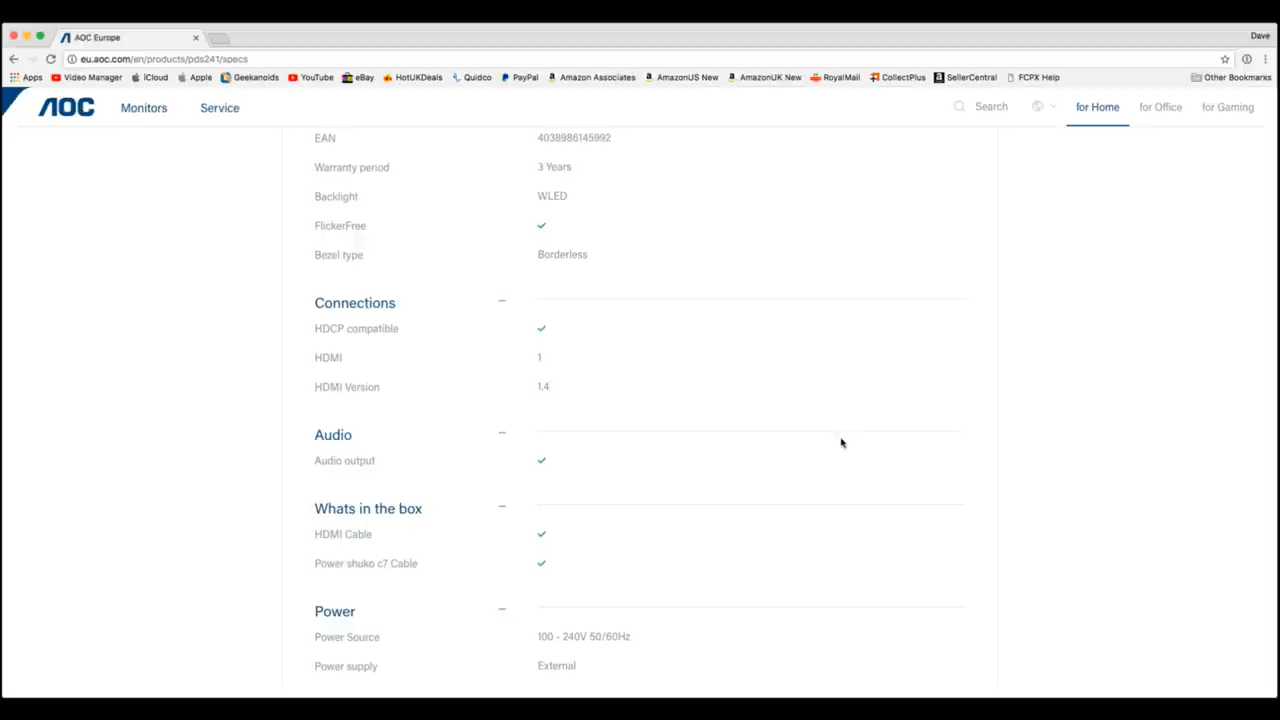 AOC Europe
Dave
eu.aoc.com/en/products/pds241/specs
Apps Video Manager iCloud Apple Geekanoids YouTube eBay HotUKDeals Quidco PayPal Amazon Associates AmazonUS New AmazonUK New RoyalMail CollectPlus SellerCentral FCPX Help Other Bookmarks
AOC Monitors Service Search for Home for Office for Gaming
EAN 4038986145992
Warranty period 3 Years
Backlight WLED
FlickerFree ✓
Bezel type Borderless
Connections –
HDCP compatible ✓
HDMI 1
HDMI Version 1.4
Audio –
Audio output ✓
Whats in the box –
HDMI Cable ✓
Power shuko c7 Cable ✓
Power –
Power Source 100 - 240V 50/60Hz
Power supply External